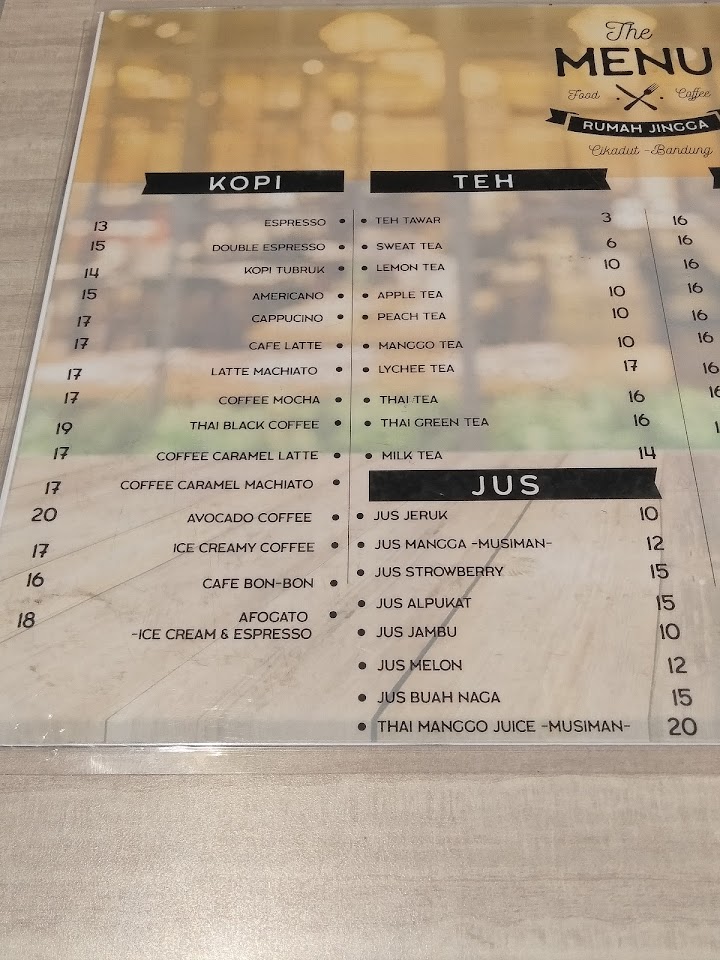 The
MENU
Food Coffee
RUMAH JINGGA
Cikadut -Bandung
KOPI
13 ESPRESSO •
15 DOUBLE ESPRESSO •
14 KOPI TUBRUK •
15 AMERICANO •
17 CAPPUCINO •
17 CAFE LATTE •
17 LATTE MACHIATO •
17 COFFEE MOCHA •
19 THAI BLACK COFFEE •
17 COFFEE CARAMEL LATTE •
17 COFFEE CARAMEL MACHIATO •
20 AVOCADO COFFEE •
17 ICE CREAMY COFFEE •
16 CAFE BON-BON •
18 AFOGATO •
-ICE CREAM & ESPRESSO
TEH
• TEH TAWAR 3
• SWEAT TEA 6
• LEMON TEA 10
• APPLE TEA 10
• PEACH TEA 10
• MANGGO TEA 10
• LYCHEE TEA 17
• THAI TEA 16
• THAI GREEN TEA 16
• MILK TEA 14
JUS
• JUS JERUK 10
• JUS MANGGA -MUSIMAN- 12
• JUS STROWBERRY 15
• JUS ALPUKAT 15
• JUS JAMBU 10
• JUS MELON 12
• JUS BUAH NAGA 15
• THAI MANGGO JUICE -MUSIMAN- 20
16
16
16
16
16
16